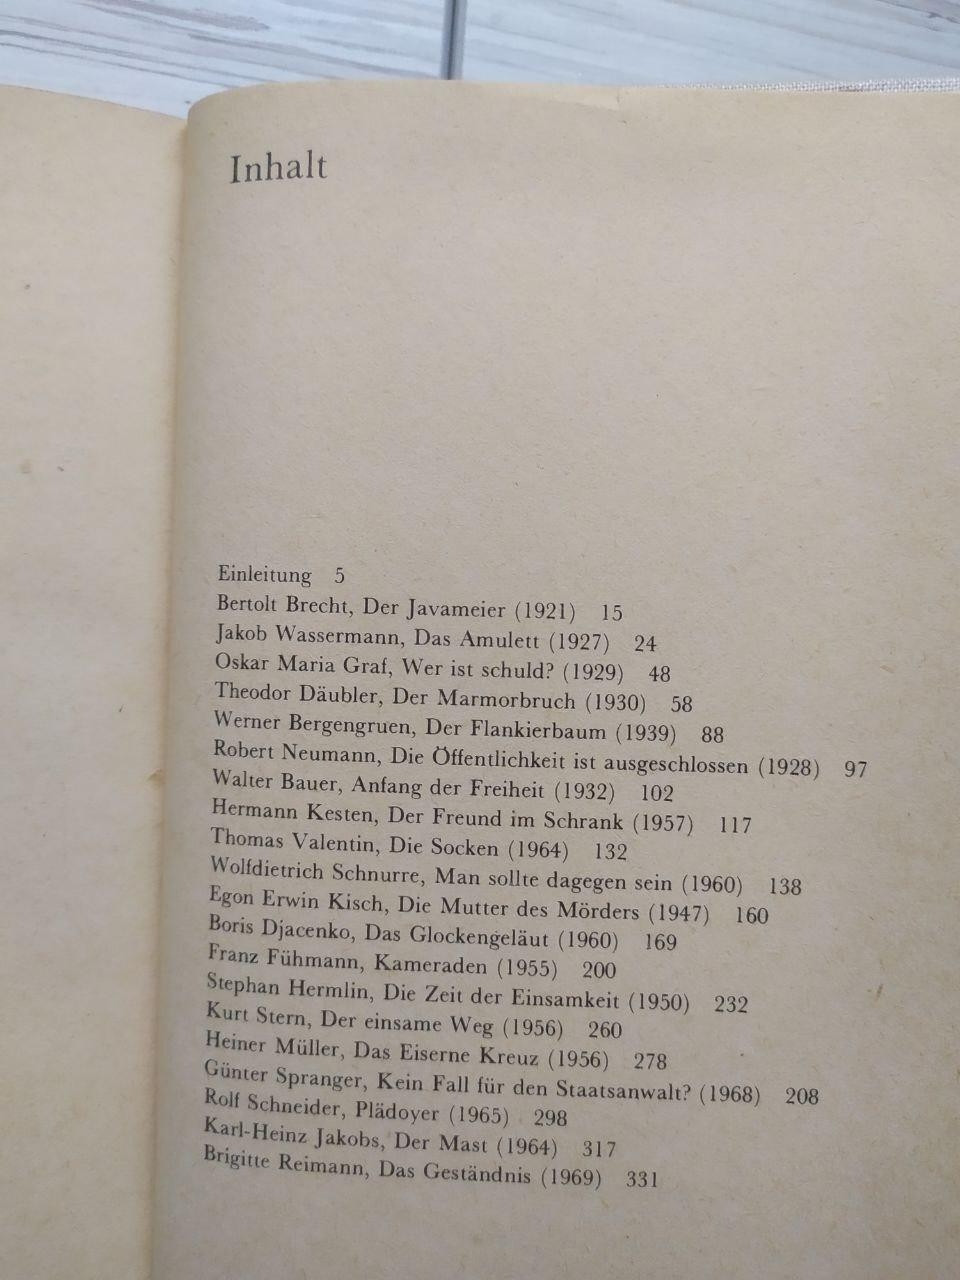 Inhalt
Einleitung 5
Bertolt Brecht, Der Javameier (1921) 15
Jakob Wassermann, Das Amulett (1927) 24
Oskar Maria Graf, Wer ist schuld? (1929) 48
Theodor Däubler, Der Marmorbruch (1930) 58
Werner Bergengruen, Der Flankierbaum (1939) 88
Robert Neumann, Die Öffentlichkeit ist ausgeschlossen (1928) 97
Walter Bauer, Anfang der Freiheit (1932) 102
Hermann Kesten, Der Freund im Schrank (1957) 117
Thomas Valentin, Die Socken (1964) 132
Wolfdietrich Schnurre, Man sollte dagegen sein (1960) 138
Egon Erwin Kisch, Die Mutter des Mörders (1947) 160
Boris Djacenko, Das Glockengeläut (1960) 169
Franz Fühmann, Kameraden (1955) 200
Stephan Hermlin, Die Zeit der Einsamkeit (1950) 232
Kurt Stern, Der einsame Weg (1956) 260
Heiner Müller, Das Eiserne Kreuz (1956) 278
Günter Spranger, Kein Fall für den Staatsanwalt? (1968) 208
Rolf Schneider, Plädoyer (1965) 298
Karl-Heinz Jakobs, Der Mast (1964) 317
Brigitte Reimann, Das Geständnis (1969) 331